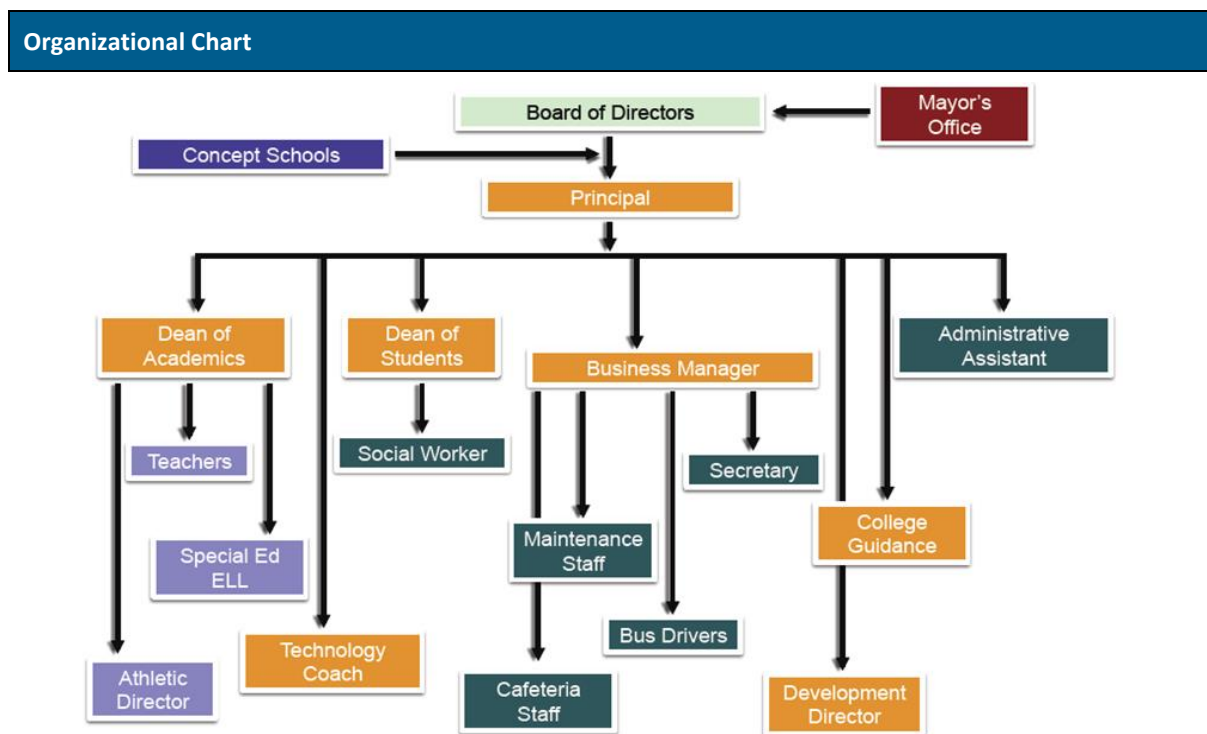 Organizational Chart
Board of Directors
Mayor's
Office
Concept Schools
Principal
Dean of
Academics
Dean of
Students
Business Manager
Administrative
Assistant
Teachers
Social Worker
Secretary
Special Ed
ELL
Maintenance
Staff
College
Guidance
Bus Drivers
Technology
Coach
Athletic
Director
Cafeteria
Staff
Development
Director